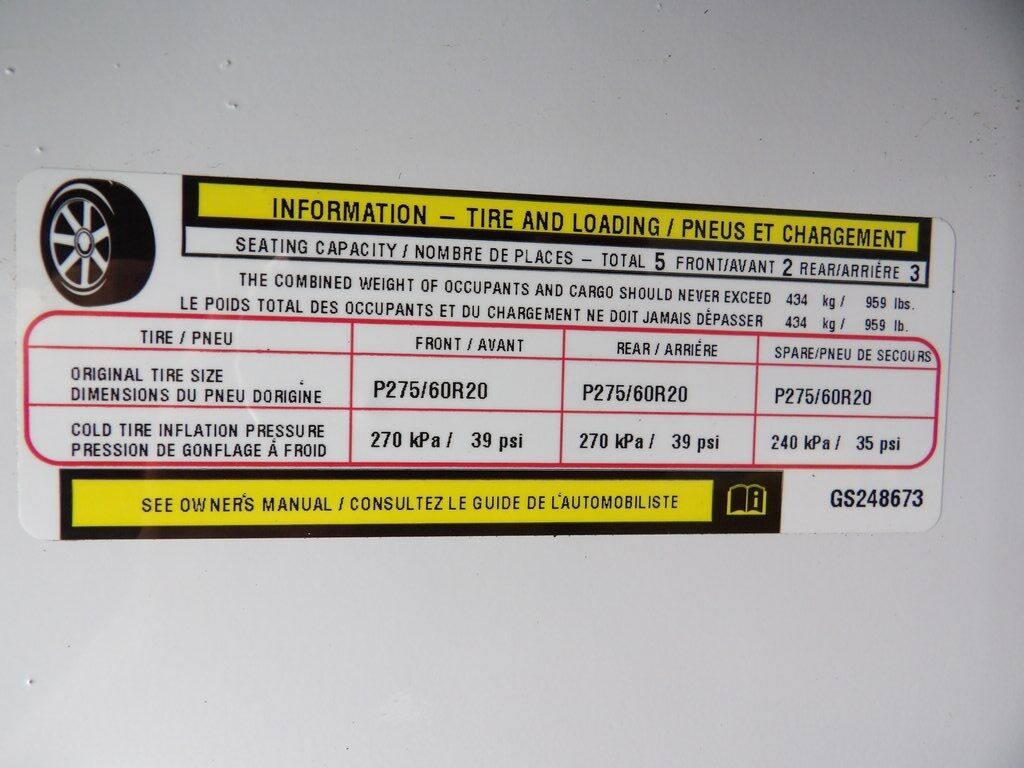 INFORMATION – TIRE AND LOADING / PNEUS ET CHARGEMENT
SEATING CAPACITY / NOMBRE DE PLACES – TOTAL 5 FRONT/AVANT 2 REAR/ARRIÈRE 3
THE COMBINED WEIGHT OF OCCUPANTS AND CARGO SHOULD NEVER EXCEED 434 kg / 959 lbs.
LE POIDS TOTAL DES OCCUPANTS ET DU CHARGEMENT NE DOIT JAMAIS DÉPASSER 434 kg / 959 lb.
TIRE / PNEU FRONT / AVANT REAR / ARRIÉRE SPARE/PNEU DE SECOURS
ORIGINAL TIRE SIZE
DIMENSIONS DU PNEU DORIGINE P275/60R20 P275/60R20 P275/60R20
COLD TIRE INFLATION PRESSURE
PRESSION DE GONFLAGE À FROID 270 kPa / 39 psi 270 kPa / 39 psi 240 kPa / 35 psi
SEE OWNER'S MANUAL / CONSULTEZ LE GUIDE DE L'AUTOMOBILISTE
GS248673